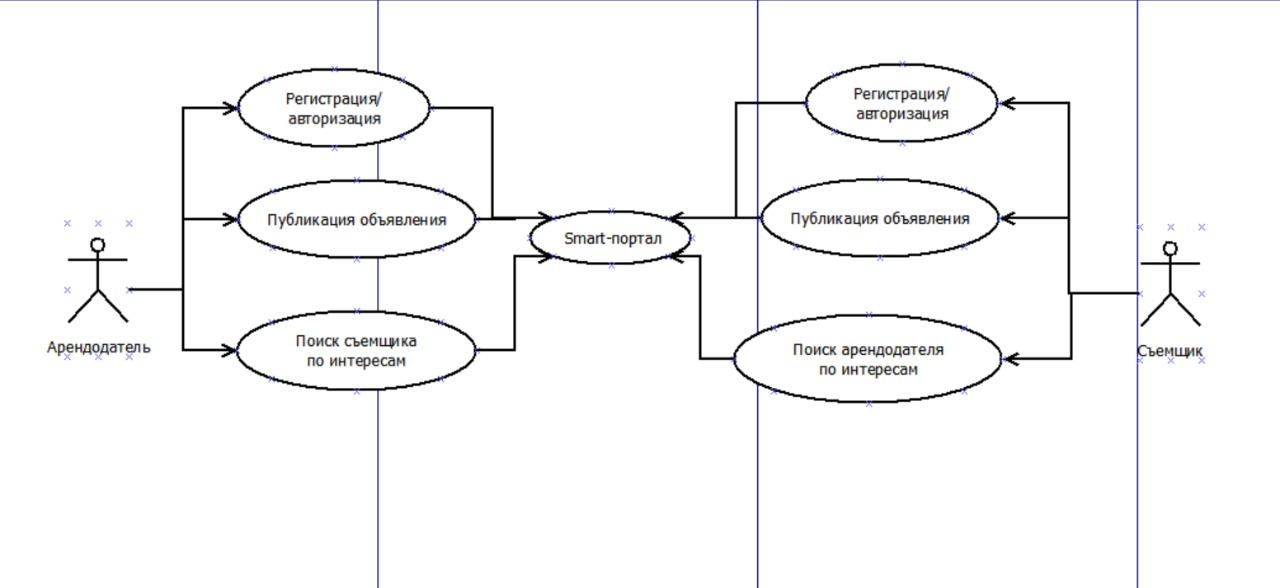 Регистрация/
авторизация
Публикация объявления
Поиск съемщика
по интересам
Арендодатель
Smart-портал
Регистрация/
авторизация
Публикация объявления
Поиск арендодателя
по интересам
Съемщик